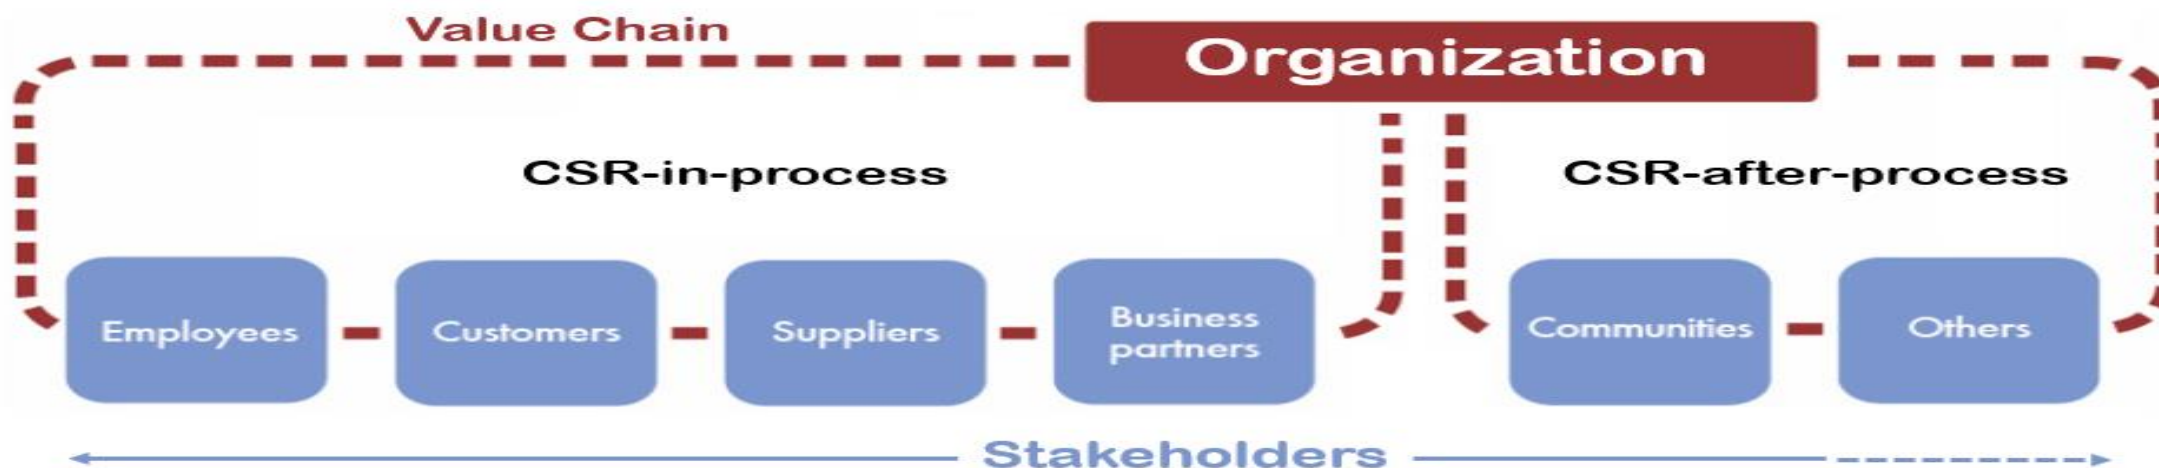 Value Chain
Organization
CSR-in-process
CSR-after-process
Employees
Customers
Suppliers
Business
partners
Communities
Others
Stakeholders